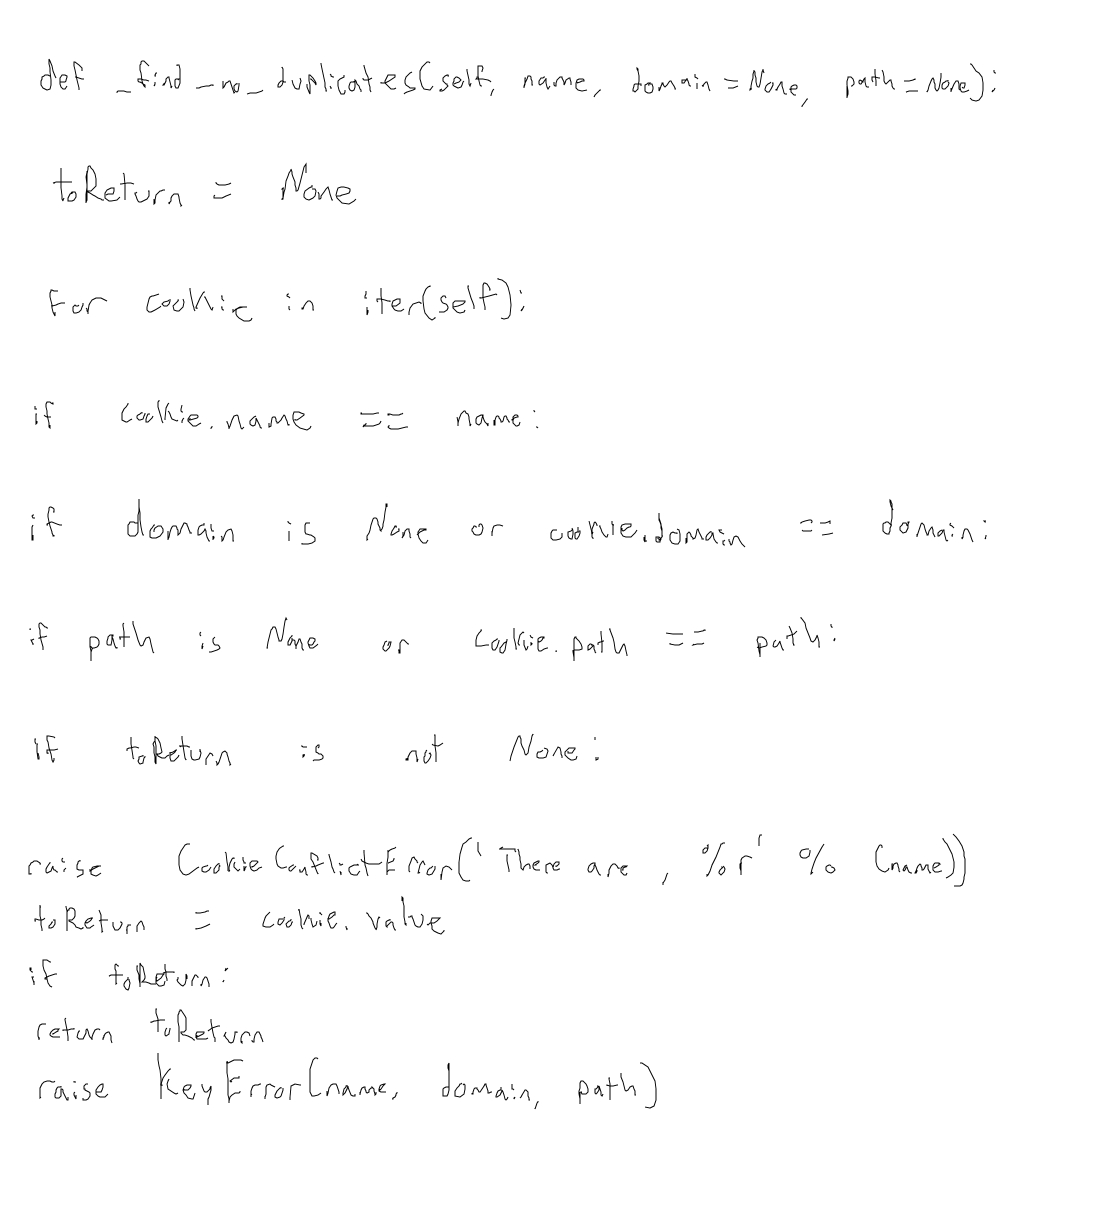 def _find_no_duplicates(self, name, domain=None, path=None):
toReturn = None
For cookie in iter(self):
if cookie.name == name:
if domain is None or cookie.domain == domain:
if path is None or cookie.path == path:
if toReturn is not None:
raise CookieConflictError('There are , %r' % (name))
toReturn = cookie.value
if toReturn:
return toReturn
raise KeyError(name, domain, path)